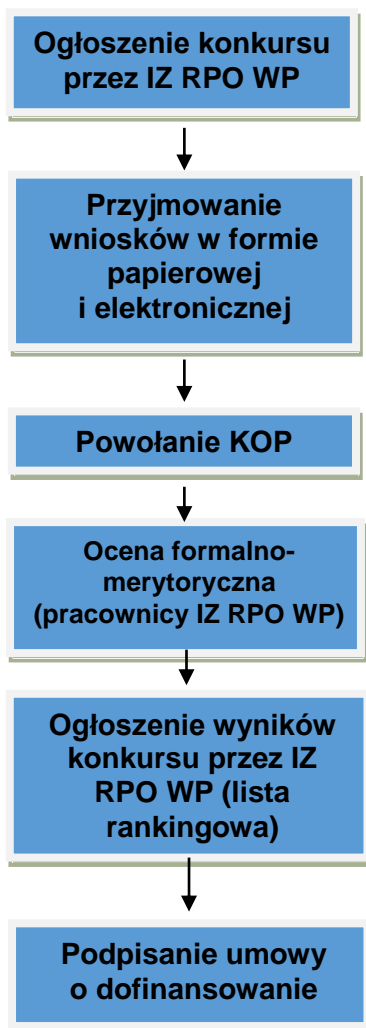 Ogłoszenie konkursu
przez IZ RPO WP
Przyjmowanie
wniosków w formie
papierowej
i elektronicznej
Powołanie KOP
Ocena formalno-
merytoryczna
(pracownicy IZ RPO WP)
Ogłoszenie wyników
konkursu przez IZ
RPO WP (lista
rankingowa)
Podpisanie umowy
o dofinansowanie